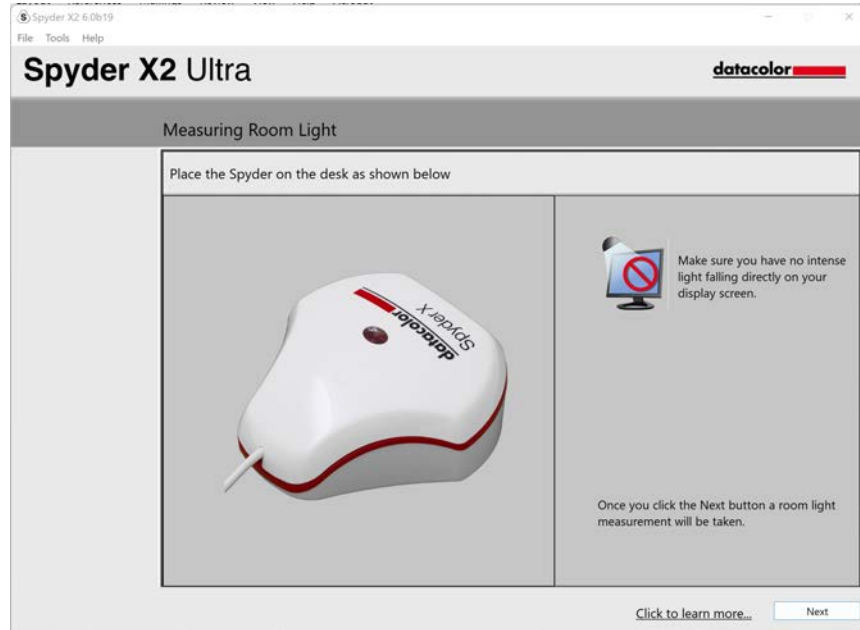 Spyder X2 6.0b19
File Tools Help
Spyder X2 Ultra
datacolor
Measuring Room Light
Place the Spyder on the desk as shown below
Spyder X
datacolor
Make sure you have no intense
light falling directly on your
display screen.
Once you click the Next button a room light
measurement will be taken.
Click to learn more...
Next